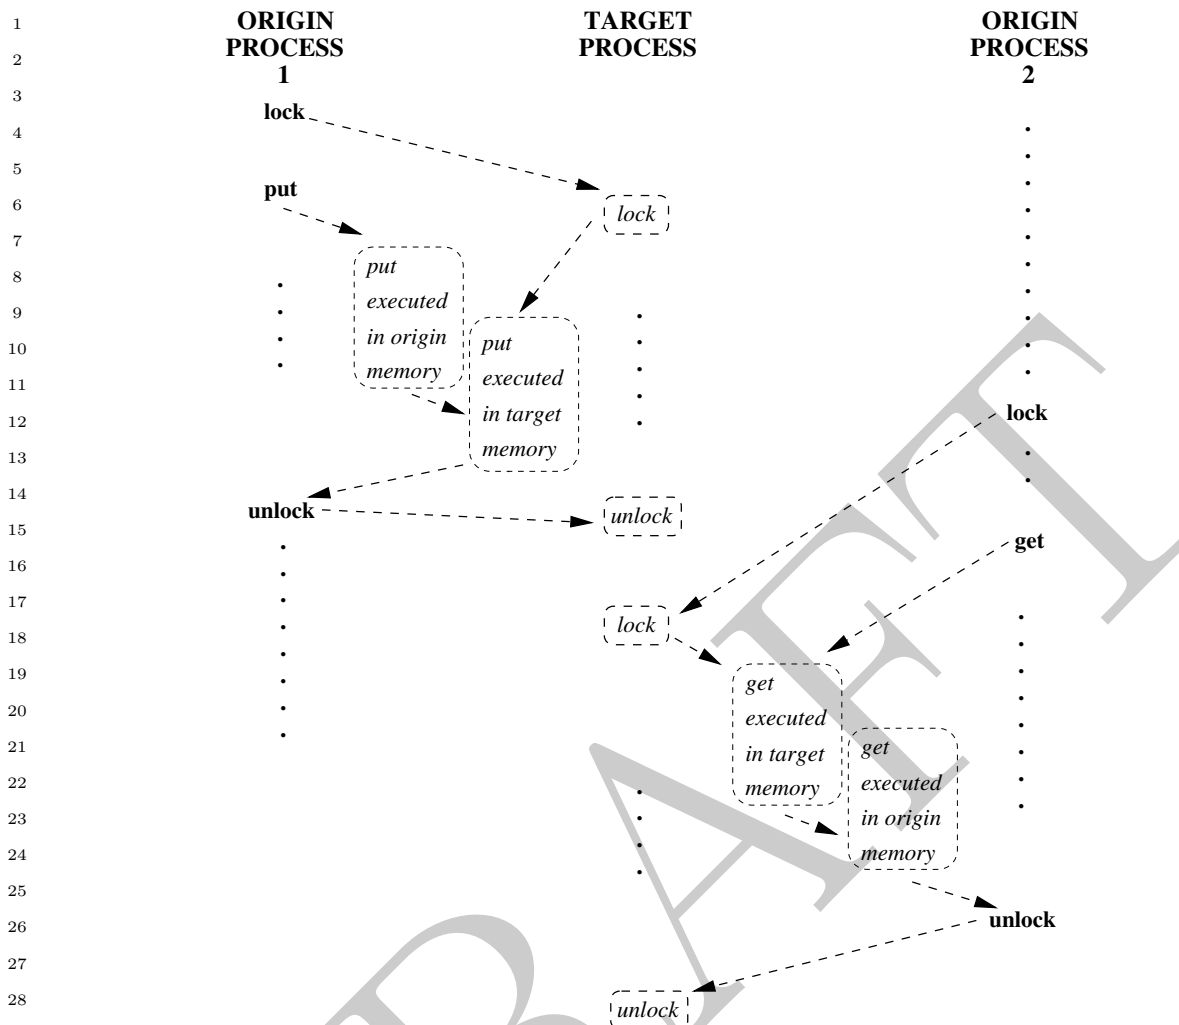 1
ORIGIN TARGET ORIGIN
2
PROCESS PROCESS PROCESS
1 2
3
lock
4
5
put
6
lock
7
put
8
executed
9
in origin
put
10
memory
executed
11
in target
12
lock
memory
13
14
unlock unlock
15
get
16
17
lock
18
19
get
20
executed
21
in target get
22
memory executed
23
in origin
24
memory
25
26
unlock
27
28
unlock
DRAFT